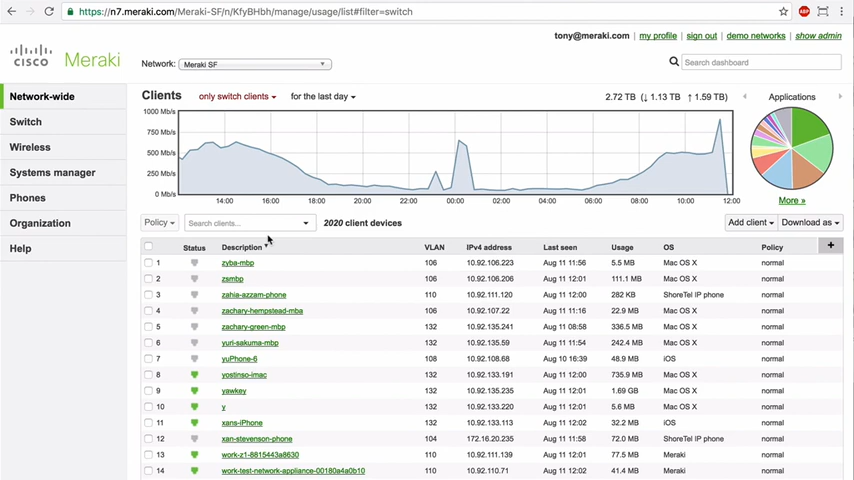 https://n7.meraki.com/Meraki-SF/n/KfyBHbh/manage/usage/list#filter=switch
ABP
tony@meraki.com my profile sign out demo networks show admin
CISCO Meraki
Network: Meraki SF
Search dashboard
Network-wide
Switch
Wireless
Systems manager
Phones
Organization
Help
Clients only switch clients for the last day 2.72 TB (↓ 1.13 TB ↑ 1.59 TB)
1000 Mb/s
750 Mb/s
500 Mb/s
250 Mb/s
0 Mb/s
14:00 16:00 18:00 20:00 22:00 00:00 02:00 04:00 06:00 08:00 10:00 12:00
Applications
More »
Policy Search clients... 2020 client devices Add client Download as
Status Description VLAN IPv4 address Last seen Usage OS Policy +
1 zyba-mbp 106 10.92.106.223 Aug 11 11:56 5.5 MB Mac OS X normal
2 zsmbp 106 10.92.106.206 Aug 11 12:01 111.1 MB Mac OS X normal
3 zahia-azzam-phone 110 10.92.111.120 Aug 11 12:00 282 KB ShoreTel IP phone normal
4 zachary-hempstead-mba 106 10.92.107.22 Aug 11 11:16 22.9 MB Mac OS X normal
5 zachary-green-mbp 132 10.92.135.241 Aug 11 08:58 336.5 MB Mac OS X normal
6 yuri-sakuma-mbp 132 10.92.135.59 Aug 11 11:54 242.4 MB Mac OS X normal
7 yuPhone-6 108 10.92.108.68 Aug 10 16:39 48.9 MB iOS normal
8 yostinso-imac 132 10.92.133.191 Aug 11 12:00 735.9 MB Mac OS X normal
9 yawkey 132 10.92.135.235 Aug 11 12:01 1.69 GB Mac OS X normal
10 y 132 10.92.133.220 Aug 11 12:01 5.6 MB Mac OS X normal
11 xans-iPhone 132 10.92.133.113 Aug 11 12:00 32.2 MB iOS normal
12 xan-stevenson-phone 104 172.16.20.235 Aug 11 11:58 72.0 MB ShoreTel IP phone normal
13 work-z1-8815443a8630 110 10.92.111.139 Aug 11 12:01 77.5 MB Meraki normal
14 work-test-network-appliance-00180a4a0b10 110 10.92.110.71 Aug 11 12:02 41.4 MB Meraki normal